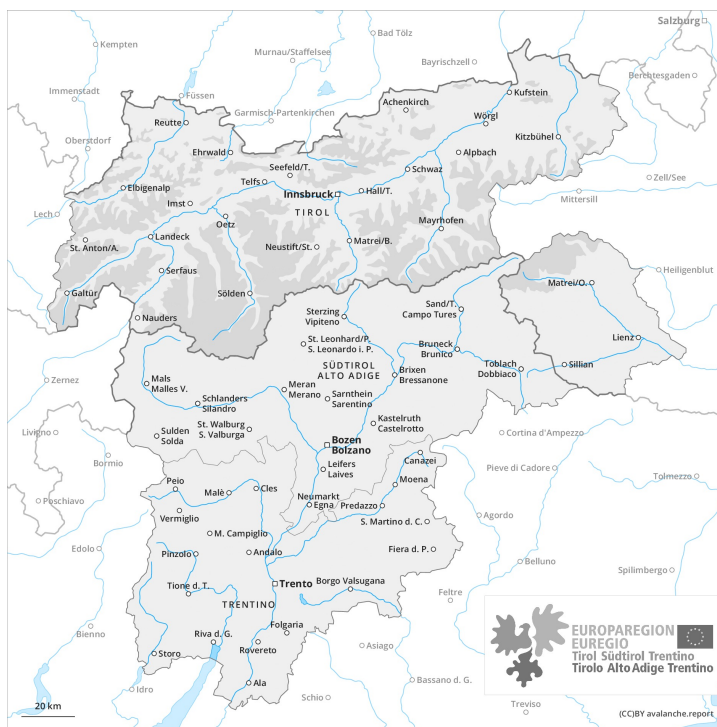 Salzburg
Kempten
Bad Tölz
Murnau/Staffelsee
Bayrischzell
Berchtesgaden
Immenstadt
Füssen
Kufstein
Achenkirch
Garmisch-Partenkirchen
Reutte
Wörgl
Kitzbühel
Oberstdorf
Ehrwald
Alpbach
Seefeld/T.
Schwaz
Zell/See
Telfs
Elbigenalp
Innsbruck
Hall/T.
Mittersill
Imst
TIROL
Lech
Oetz
Mayrhofen
Landeck
St. Anton/A.
Neustift/St.
Matrei/B.
Serfaus
Heiligenblut
Matrei/O.
Galtür
Sölden
Nauders
Sterzing
Vipiteno
Sand/T.
Campo Tures
Lienz
St. Leonhard/P.
S. Leonardo i. P.
Bruneck
Brunico
Toblach
Dobbiaco
Sillian
SÜDTIROL
ALTO ADIGE
Brixen
Bressanone
Zernez
Mals
Malles V.
Meran
Merano
Schlanders
Silandro
Sarnthein
Sarentino
Kastelruth
Castelrotto
St. Walburg
S. Valburga
Livigno
Sulden
Solda
Bozen
Bolzano
Cortina d'Ampezzo
Bormio
Canazei
Leifers
Laives
Pieve di Cadore
Tolmezzo
Peio
Malè
Cles
Moena
Poschiavo
Neumarkt
Egna
Predazzo
Vermiglio
S. Martino d. C.
Agordo
M. Campiglio
Edolo
Pinzolo
Andalo
Fiera d. P.
Belluno
Spilimbergo
Tione d. T.
Trento
Borgo Valsugana
Feltre
TRENTINO
Folgaria
Bienno
Riva d. G.
Rovereto
Asiago
Storo
Ala
Idro
Schio
Bassano d. G.
Treviso
EUROPAREGION
EUREGIO
Tirol Südtirol Trentino
Tirolo Alto Adige Trentino
20 km
(CC)BY avalanche.report